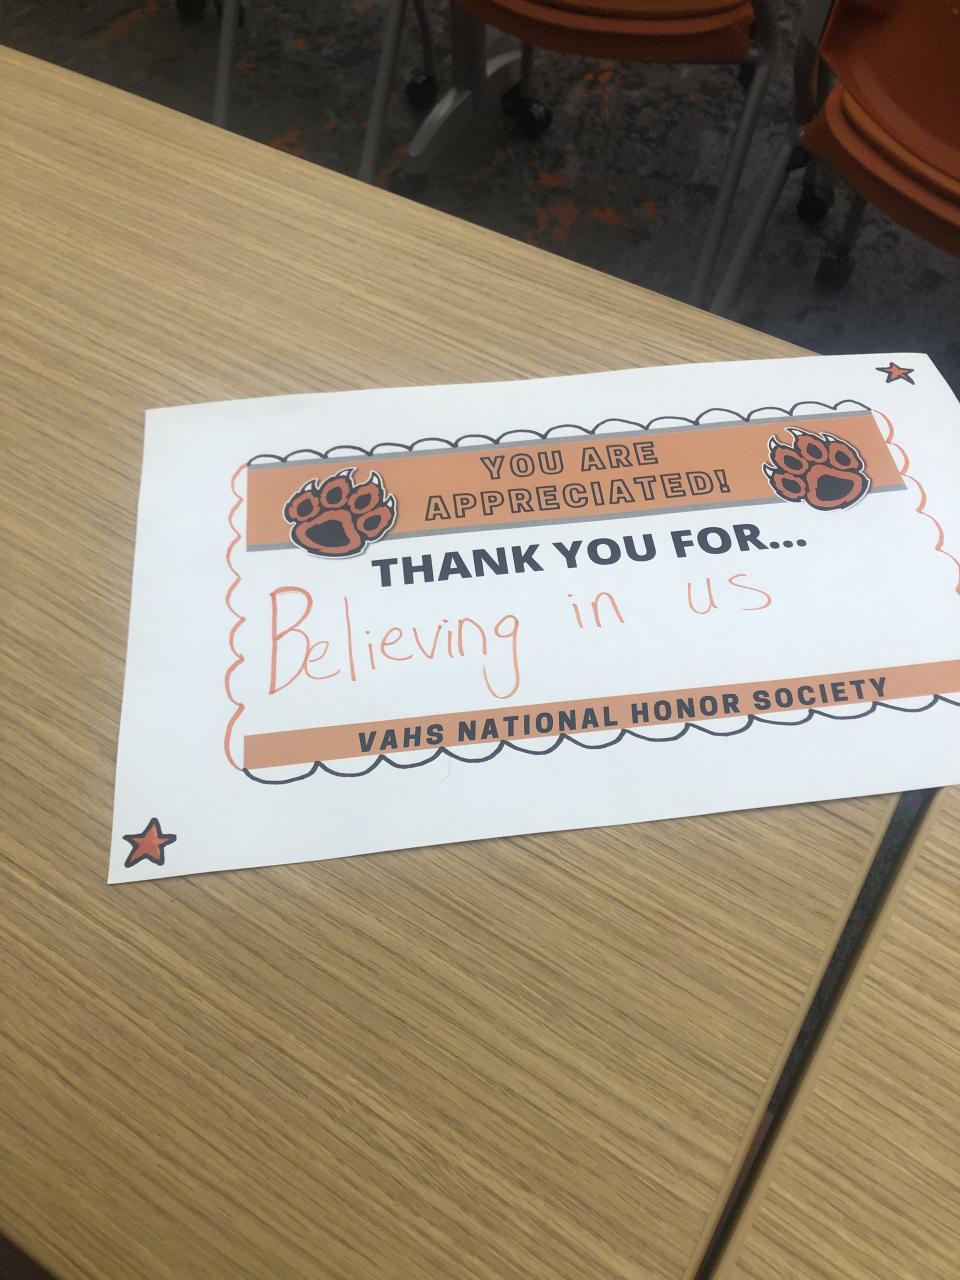 YOU ARE
APPRECIATED!
THANK YOU FOR...
Believing in us
VAHS NATIONAL HONOR SOCIETY